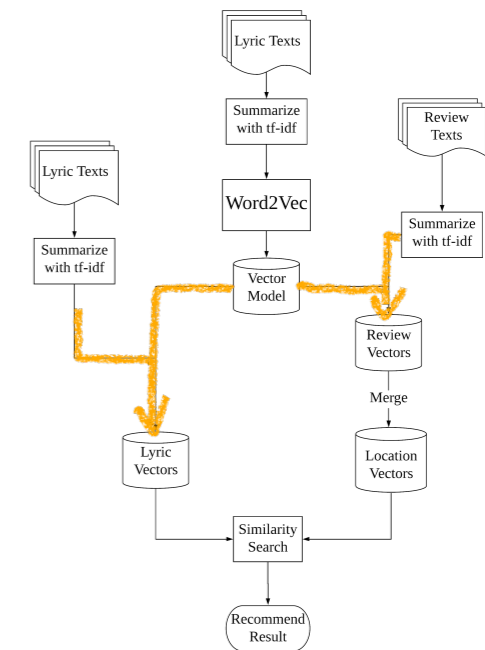 Lyric Texts
Summarize
with tf-idf
Word2Vec
Vector
Model
Lyric Texts
Summarize
with tf-idf
Review
Texts
Summarize
with tf-idf
Review
Vectors
Merge
Lyric
Vectors
Location
Vectors
Similarity
Search
Recommend
Result